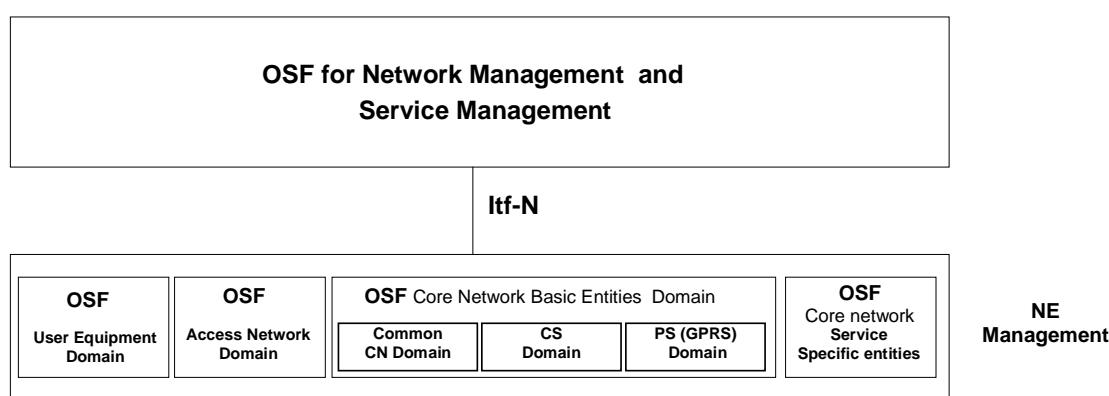 OSF for Network Management and
Service Management
Itf-N
OSF
User Equipment
Domain
OSF
Access Network
Domain
OSF Core Network Basic Entities Domain
Common
CN Domain
CS
Domain
PS (GPRS)
Domain
OSF
Core network
Service
Specific entities
NE
Management